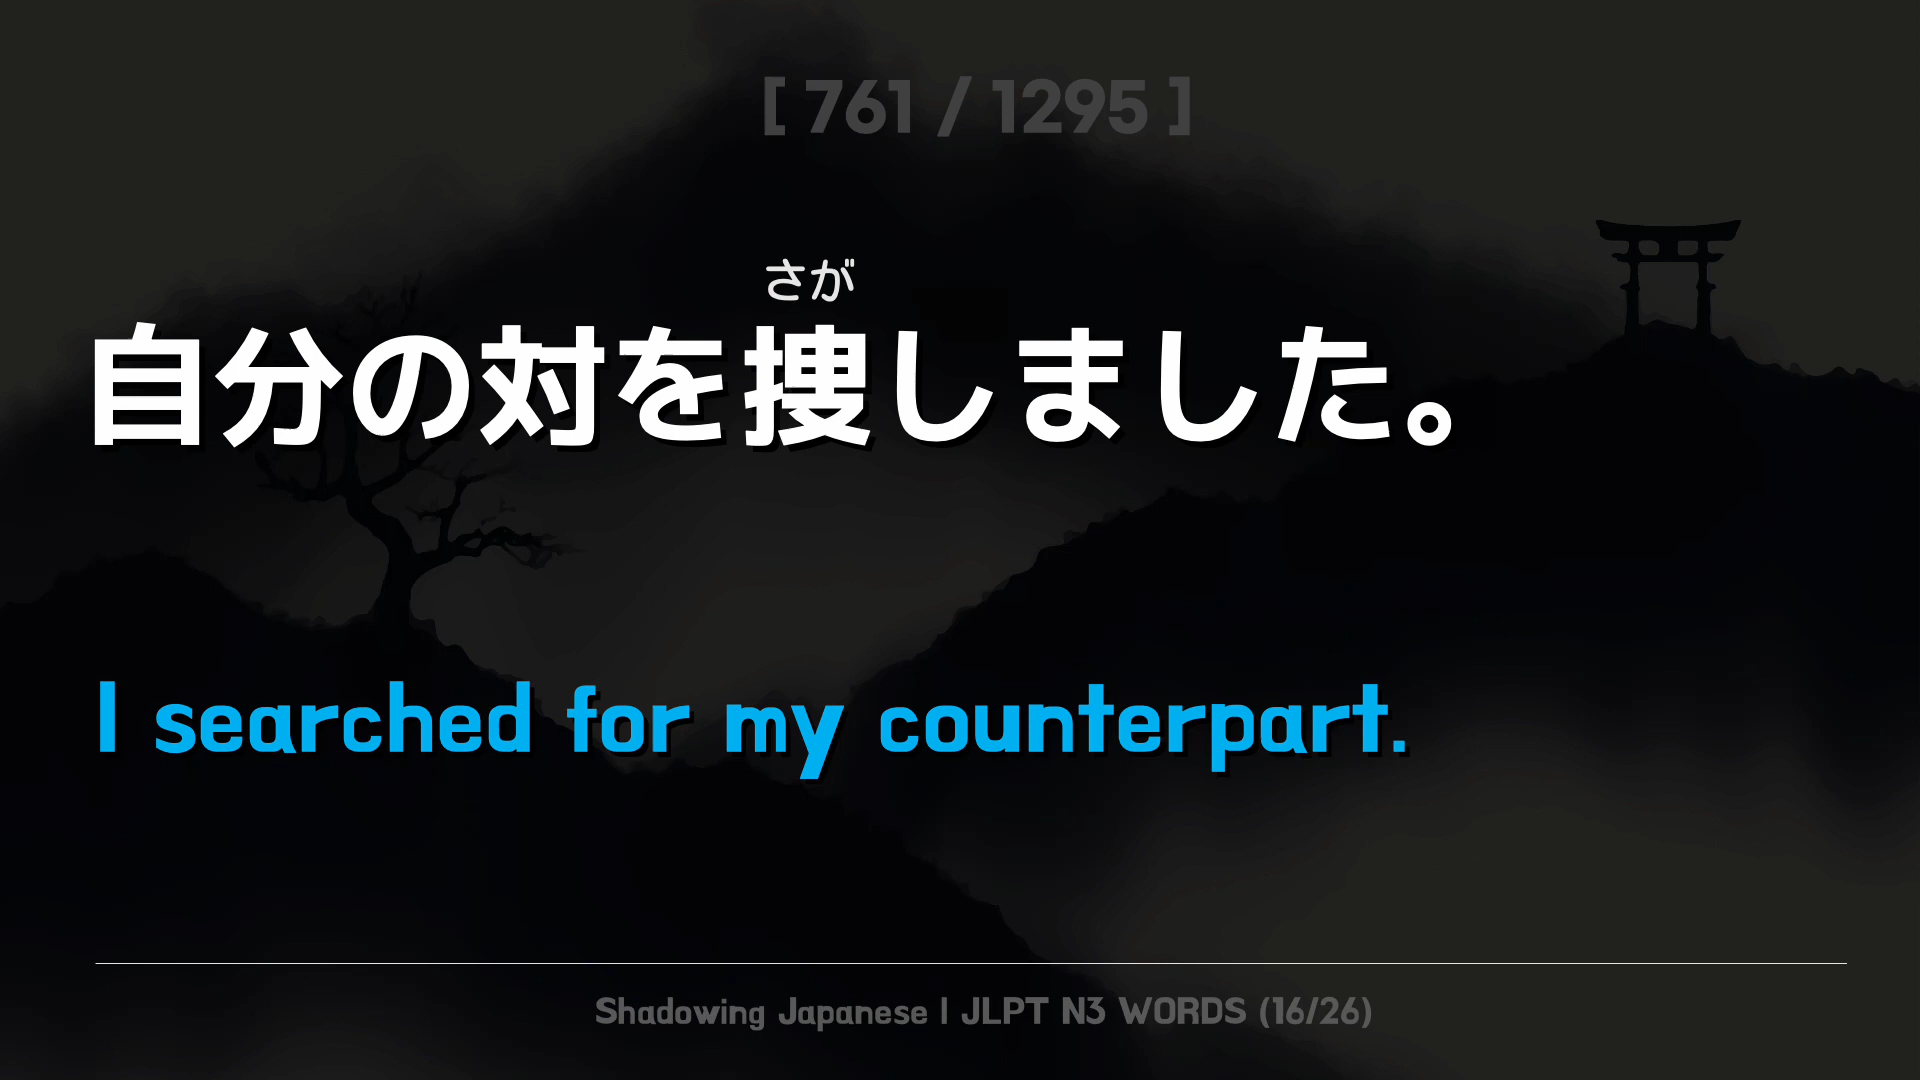 [ 761 / 1295 ]
さが
自分の対を捜しました。
I searched for my counterpart.
Shadowing Japanese | JLPT N3 WORDS (16/26)